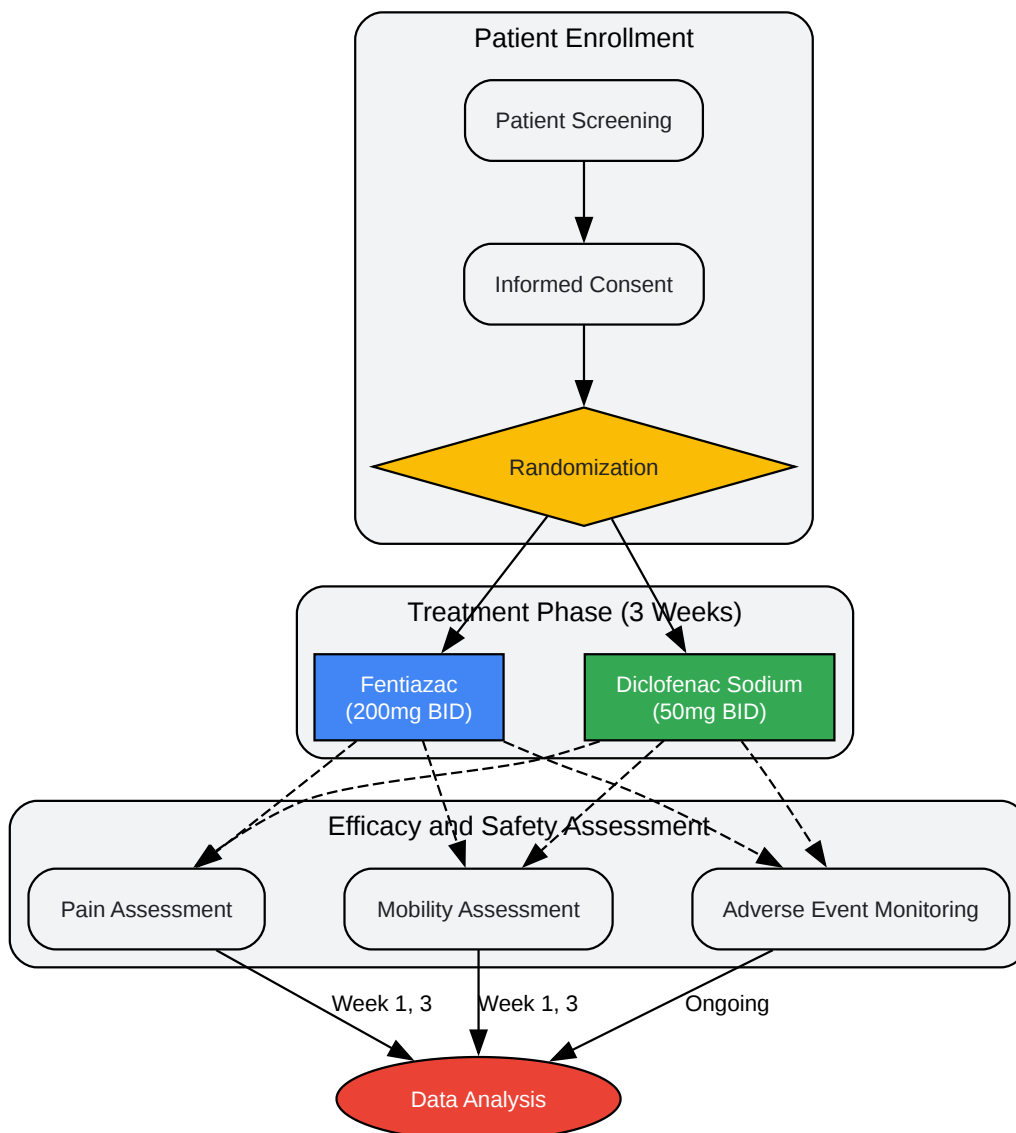 Patient Enrollment
Patient Screening
Informed Consent
Randomization
Treatment Phase (3 Weeks)
Fentiazac
(200mg BID)
Diclofenac Sodium
(50mg BID)
Efficacy and Safety Assessment
Pain Assessment
Mobility Assessment
Adverse Event Monitoring
Week 1, 3
Week 1, 3
Ongoing
Data Analysis